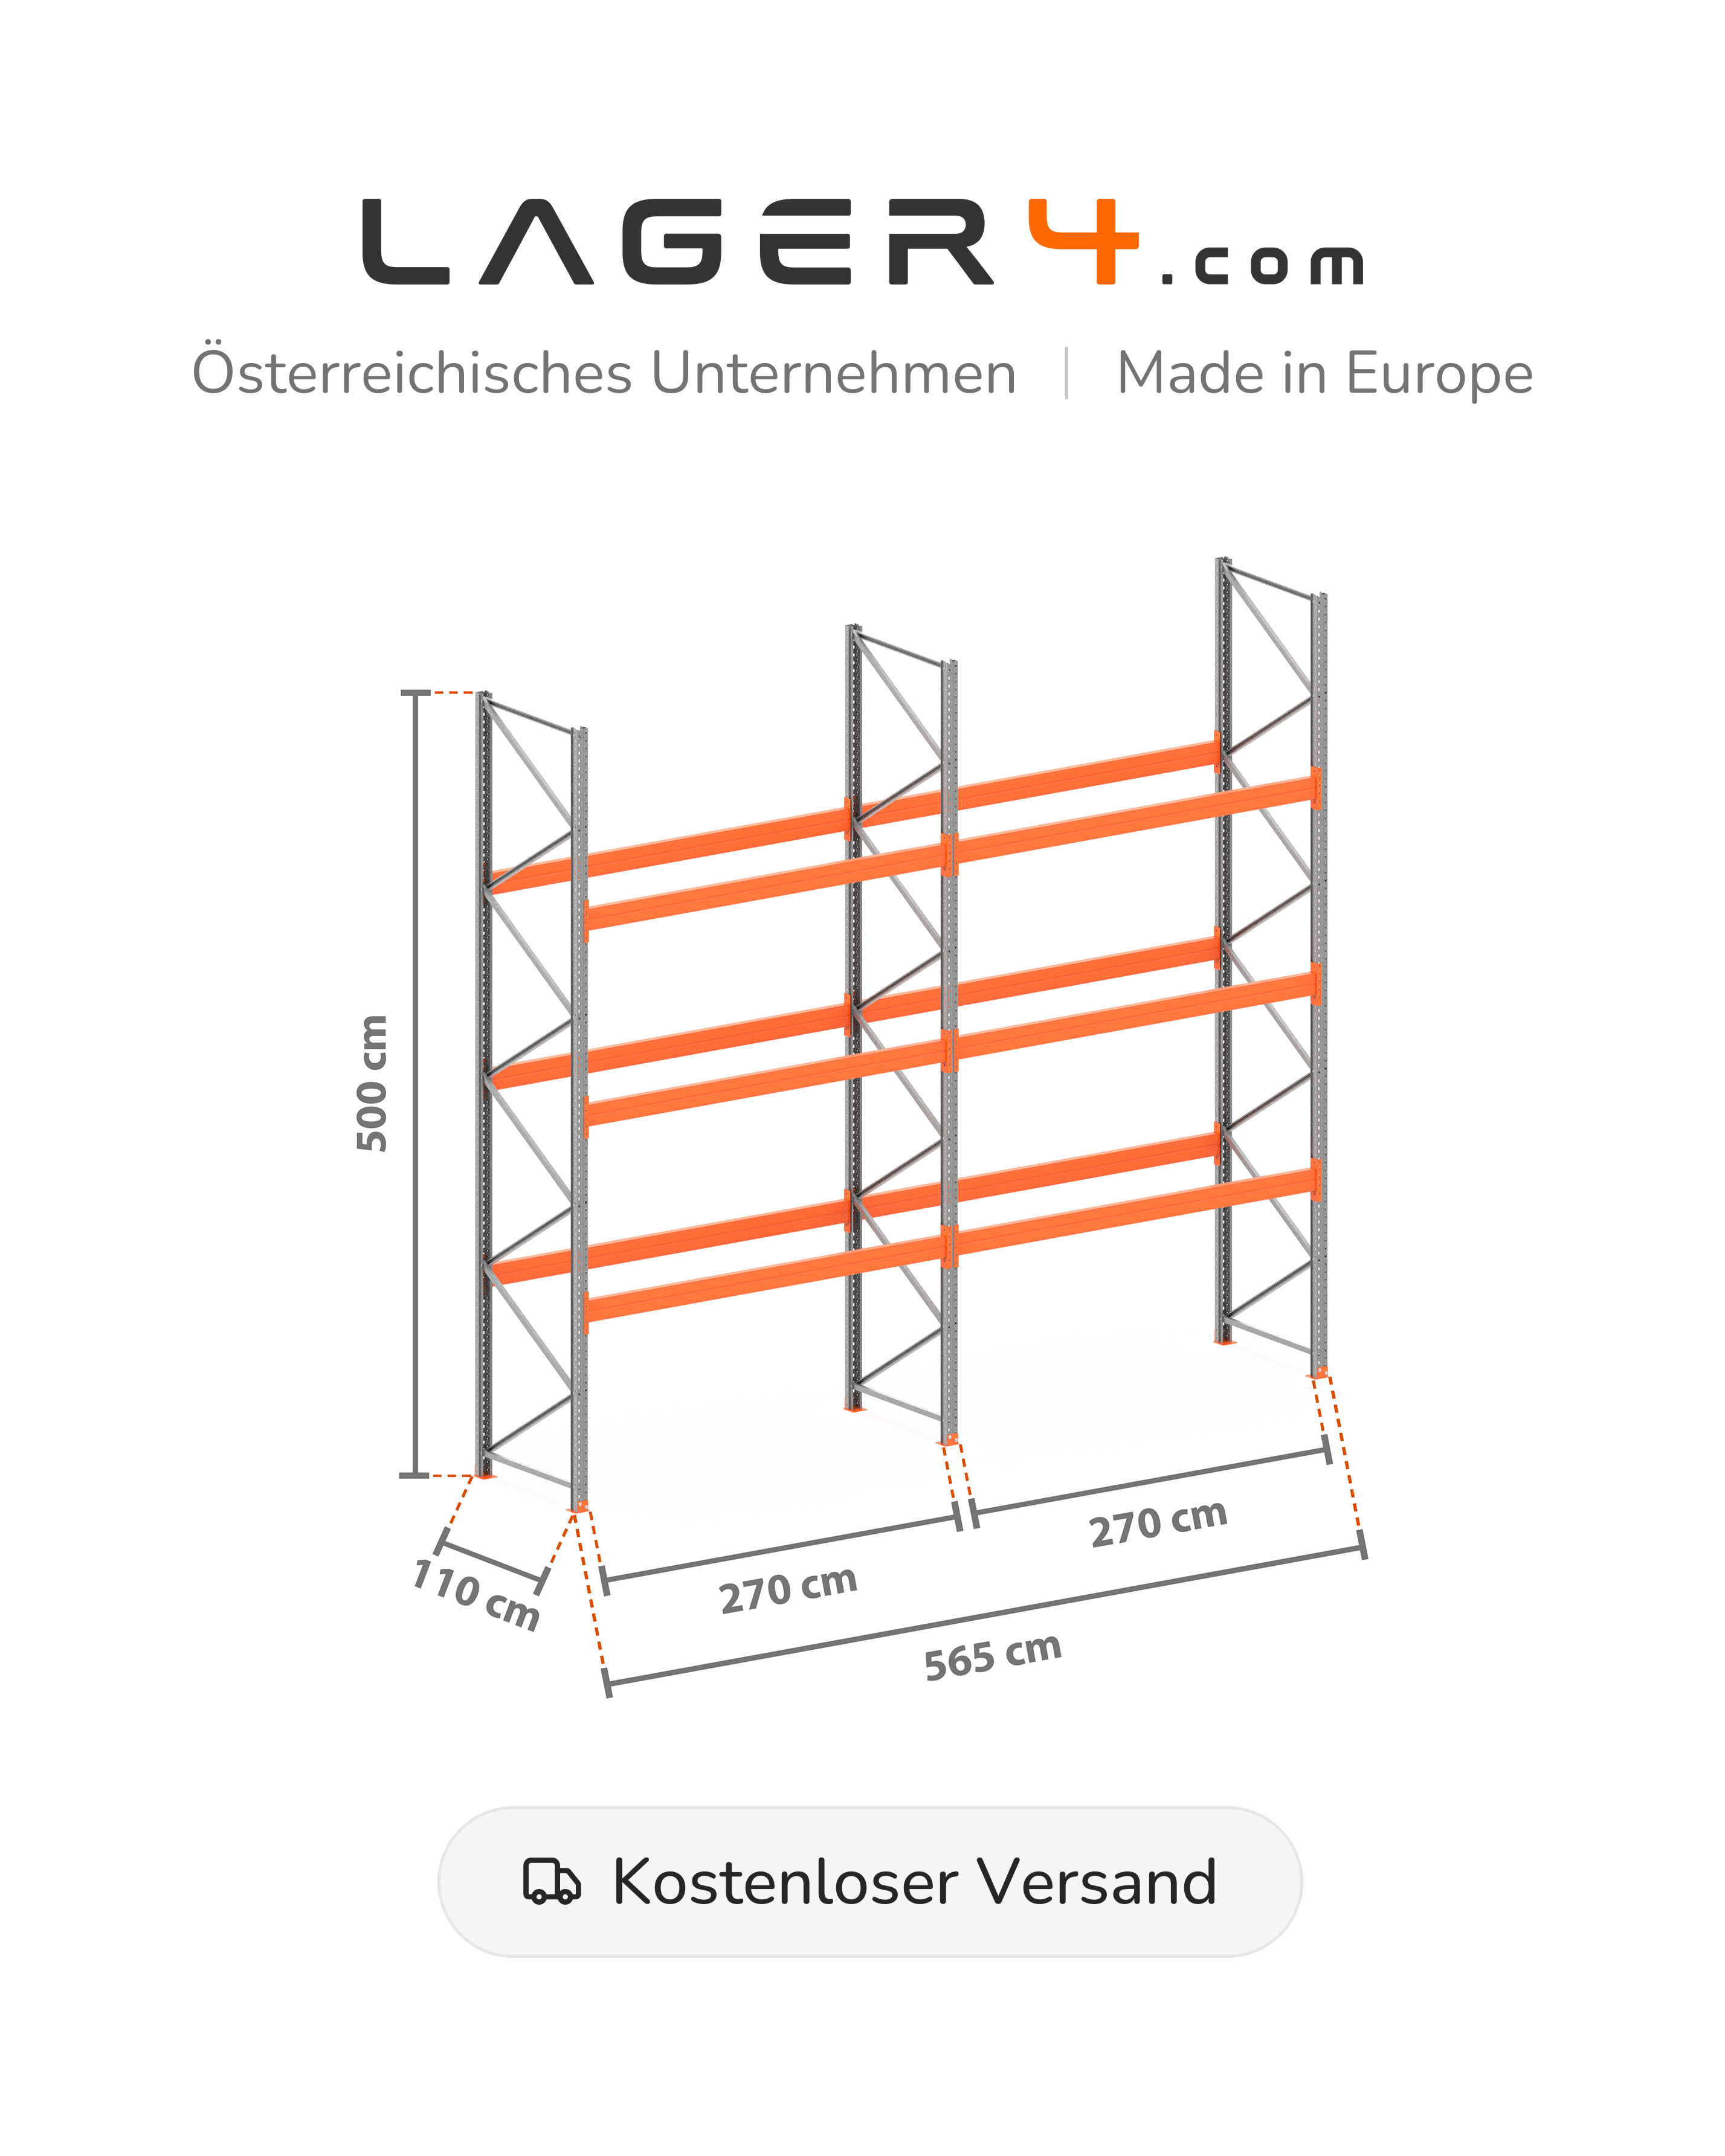 LAGER4.com
Österreichisches Unternehmen | Made in Europe
500 cm
110 cm
270 cm
270 cm
565 cm
Kostenloser Versand